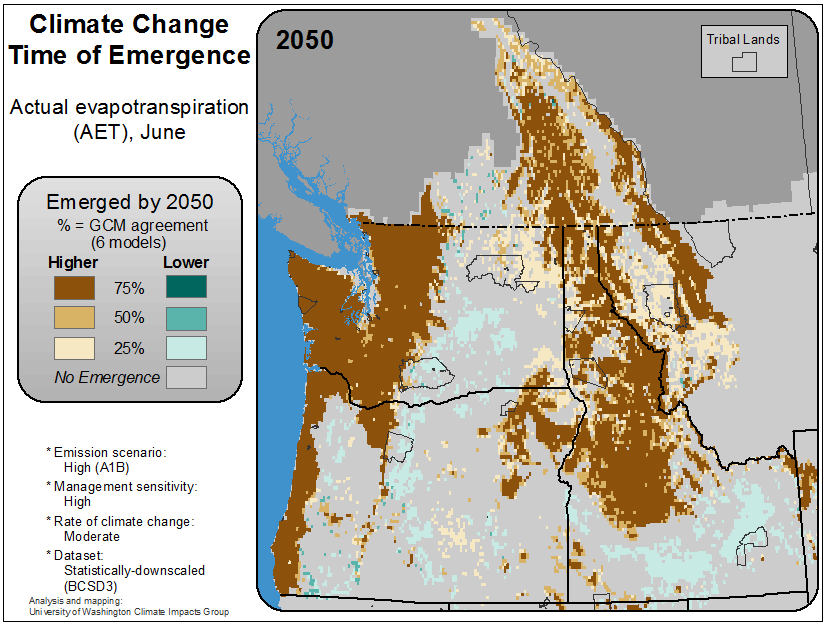 Climate Change
Time of Emergence
Actual evapotranspiration
(AET), June
Emerged by 2050
% = GCM agreement
(6 models)
Higher Lower
75%
50%
25%
No Emergence
* Emission scenario:
High (A1B)
* Management sensitivity:
High
* Rate of climate change:
Moderate
* Dataset:
Statistically-downscaled
(BCSD3)
Analysis and mapping:
University of Washington Climate Impacts Group
2050
Tribal Lands